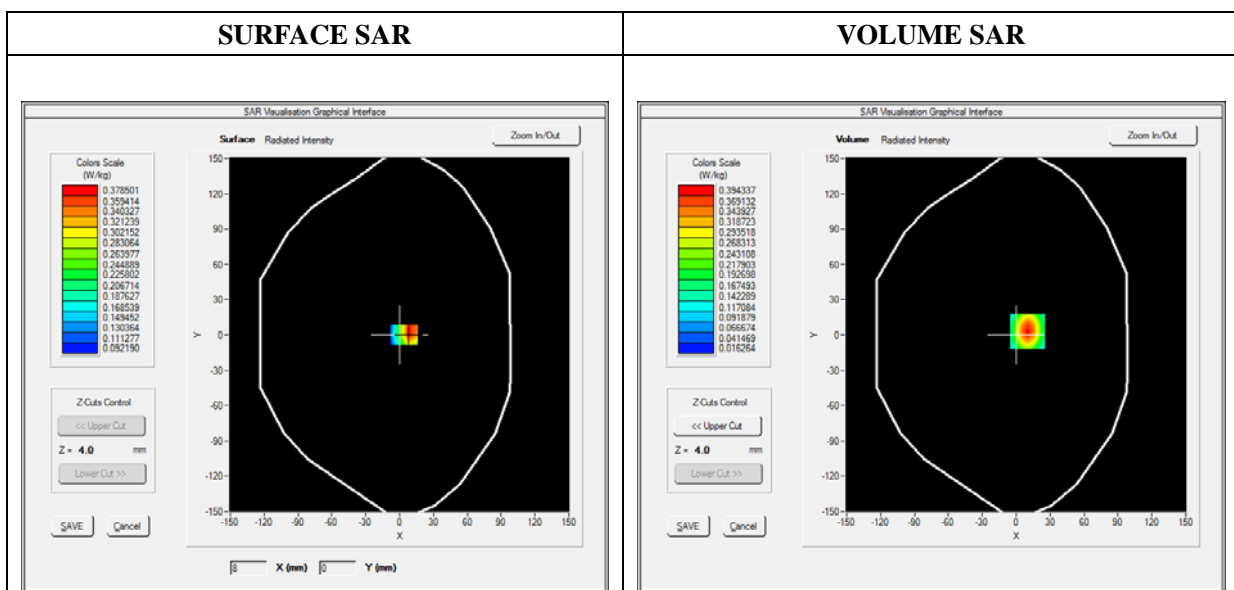 SURFACE SAR
VOLUME SAR
SAR Visualisation Graphical Interface
Surface Radiated Intensity
Zoom In/Out
Colors Scale
(W/kg)
0.378501
0.359414
0.340327
0.321239
0.302152
0.283064
0.263977
0.244889
0.225802
0.206714
0.187627
0.168539
0.149452
0.130364
0.111277
0.092190
Z-Cuts Control
<< Upper Cut
Z = 4.0 mm
Lower Cut >>
SAVE Cancel
150
120
90
60
30
0
-30
-60
-90
-120
-150
Y
-150 -120 -90 -60 -30 0 30 60 90 120 150
X
8 X (mm) 0 Y (mm)
SAR Visualisation Graphical Interface
Volume Radiated Intensity
Zoom In/Out
Colors Scale
(W/kg)
0.394337
0.369132
0.343927
0.318723
0.293518
0.268313
0.243108
0.217903
0.192698
0.167493
0.142289
0.117084
0.091879
0.066674
0.041469
0.016264
Z-Cuts Control
<< Upper Cut
Z = 4.0 mm
Lower Cut >>
SAVE Cancel
150
120
90
60
30
0
-30
-60
-90
-120
-150
Y
-150 -120 -90 -60 -30 0 30 60 90 120 150
X